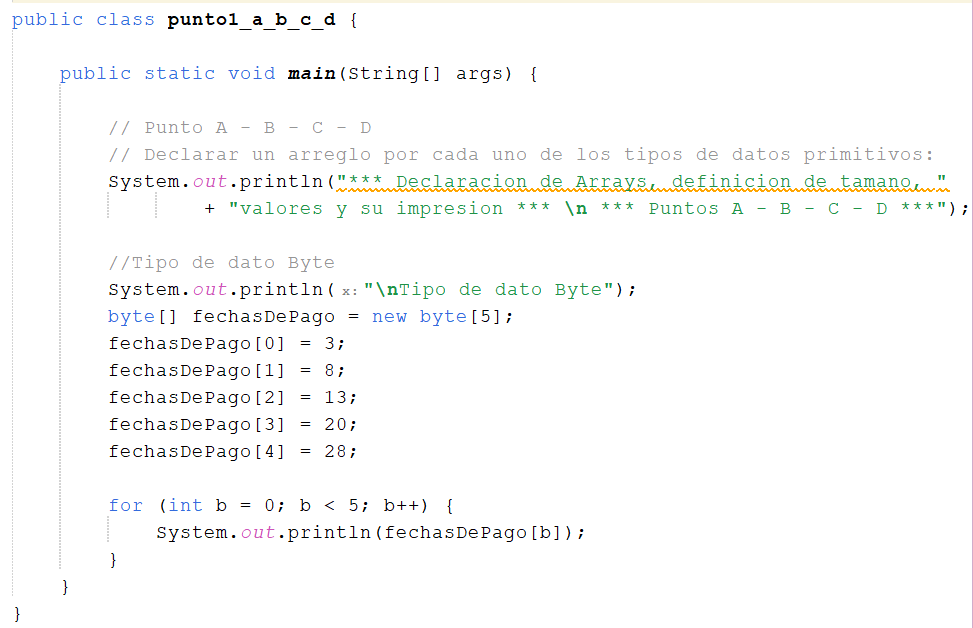 public class punto1_a_b_c_d {
public static void main(String[] args) {
// Punto A - B - C - D
// Declarar un arreglo por cada uno de los tipos de datos primitivos:
System.out.println("*** Declaracion de Arrays, definicion de tamano, "
+ "valores y su impresion *** \n *** Puntos A - B - C - D ***");
//Tipo de dato Byte
System.out.println( x: "\nTipo de dato Byte");
byte[] fechasDePago = new byte[5];
fechasDePago[0] = 3;
fechasDePago[1] = 8;
fechasDePago[2] = 13;
fechasDePago[3] = 20;
fechasDePago[4] = 28;
for (int b = 0; b < 5; b++) {
System.out.println(fechasDePago[b]);
}
}
}